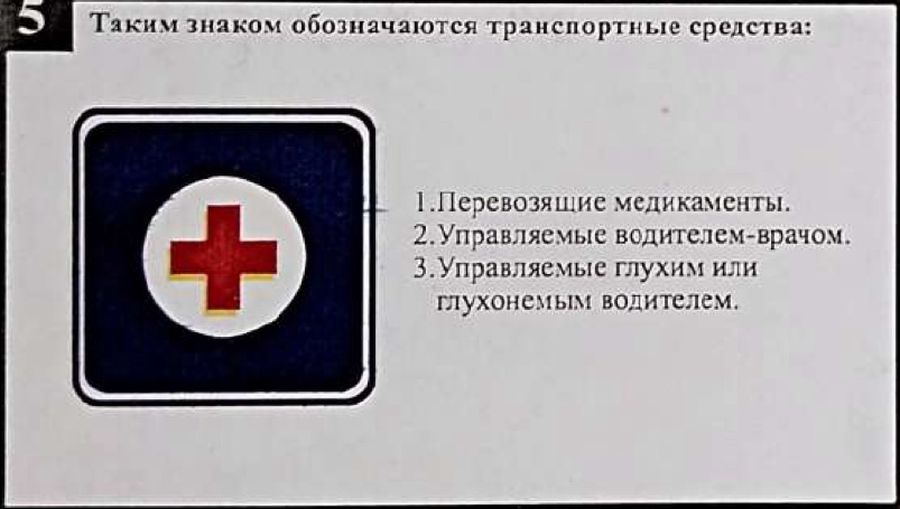 5
Таким знаком обозначаются транспортные средства:
1.Перевозящие медикаменты.
2.Управляемые водителем-врачом.
3.Управляемые глухим или
глухонемым водителем.